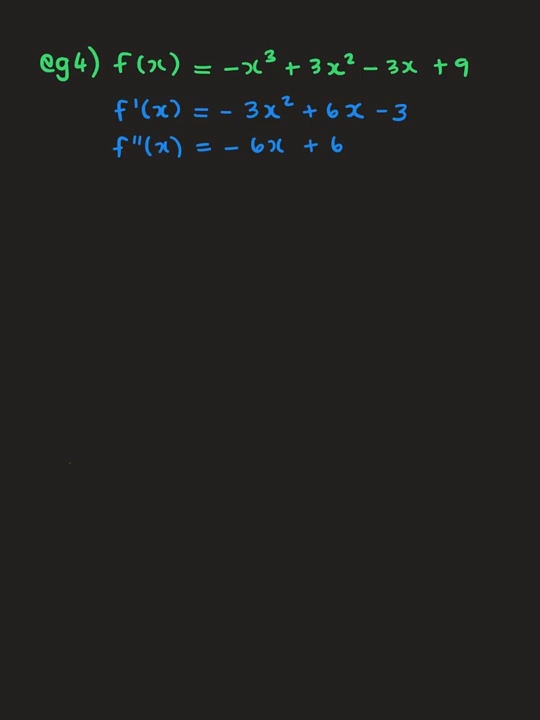 eg4) f(x) = -x³ + 3x² - 3x + 9
f'(x) = - 3x² + 6x - 3
f"(x) = - 6x + 6